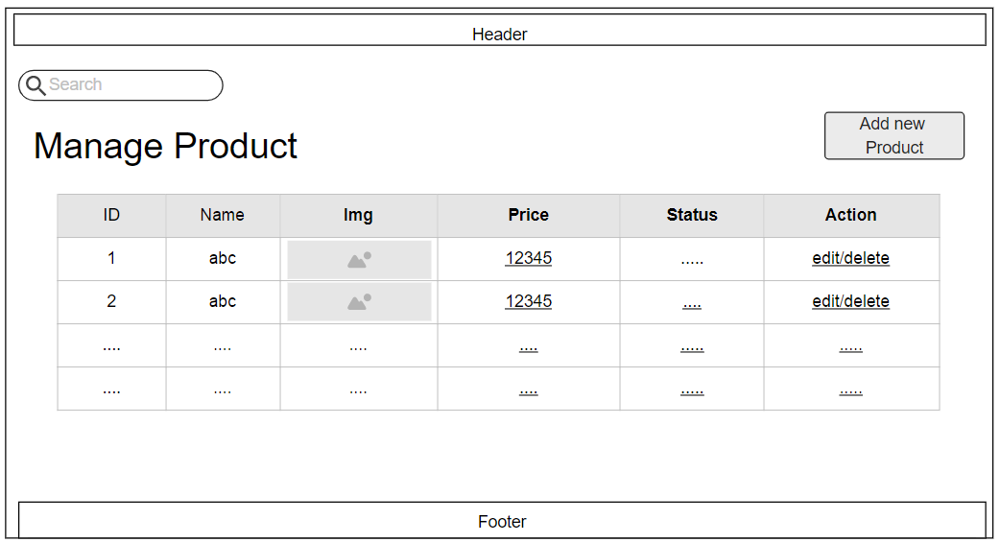 Header
Search
Add new
Product
Manage Product
ID Name Img Price Status Action
1 abc 12345 ..... edit/delete
2 abc 12345 .... edit/delete
.... .... .... .... ..... .....
.... .... .... .... ..... .....
Footer